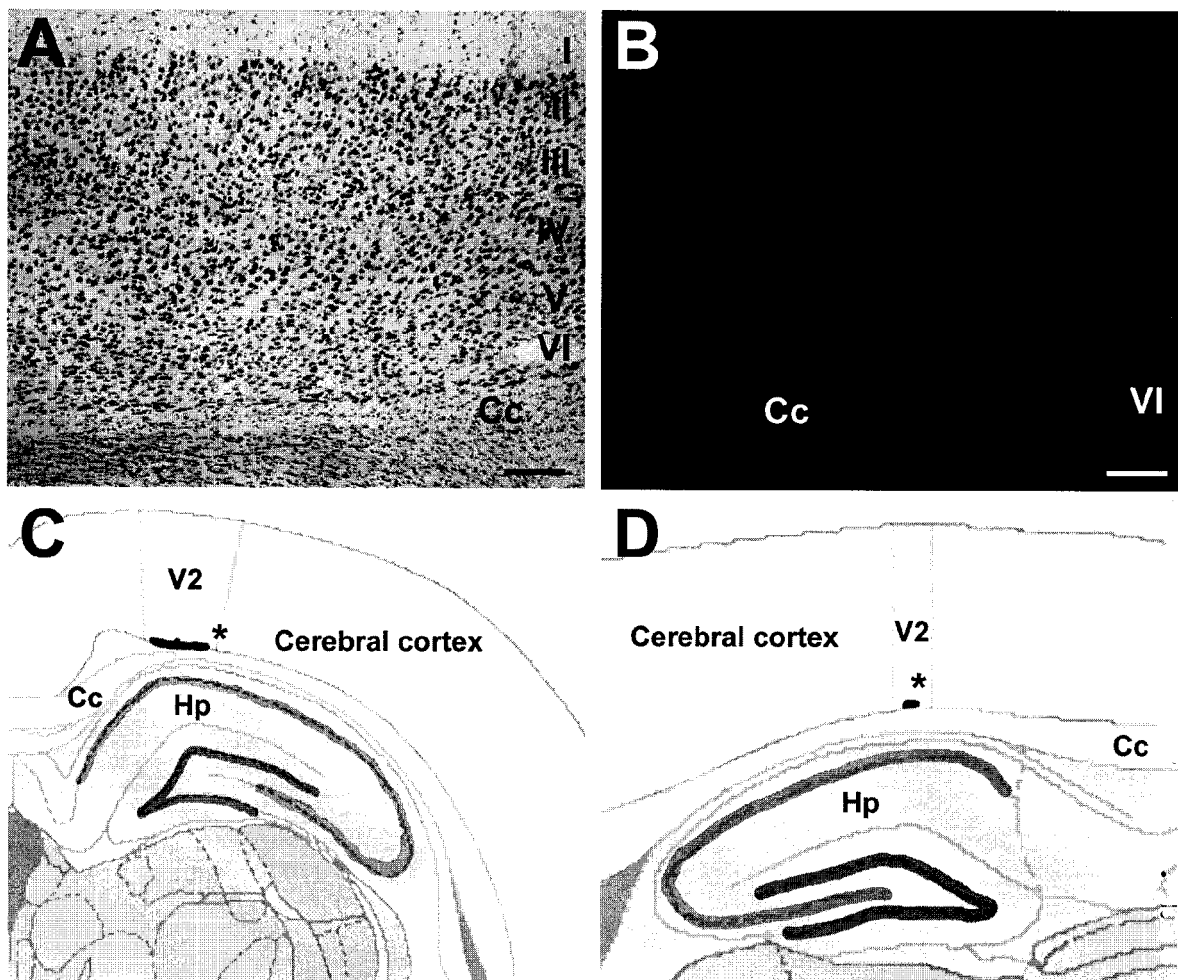 A
I
II
III
IV
V
VI
Cc
B
Cc
VI
C
V2
*
Cerebral cortex
Cc
Hp
D
Cerebral cortex
V2
*
Cc
Hp